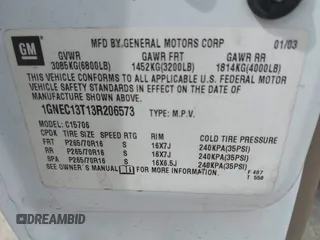 GM
MFD. BY GENERAL MOTORS CORP 01/03
GVWR GAWR FRT GAWR RR
3085KG(6800LB) 1452KG(3200LB) 1814KG(4000LB)
THIS VEHICLE CONFORMS TO ALL APPLICABLE U.S. FEDERAL MOTOR
VEHICLE SAFETY STANDARDS IN EFFECT ON THE DATE OF
MANUFACTURE SHOWN ABOVE.
1GNEC13T13R206573 TYPE: M.P.V.
MODEL: C15706
TIRE SIZE SPEED RTG RIM COLD TIRE PRESSURE
FRT P265/70R16 S 16X7J 240KPA(35PSI)
RR P265/70R16 S 16X7J 240KPA(35PSI)
SPA P265/70R16 S 16X6.5J 240KPA(35PSI)
SEE OWNER'S MANUAL FOR MORE INFORMATION.
F 487
T 550
DREAMBID